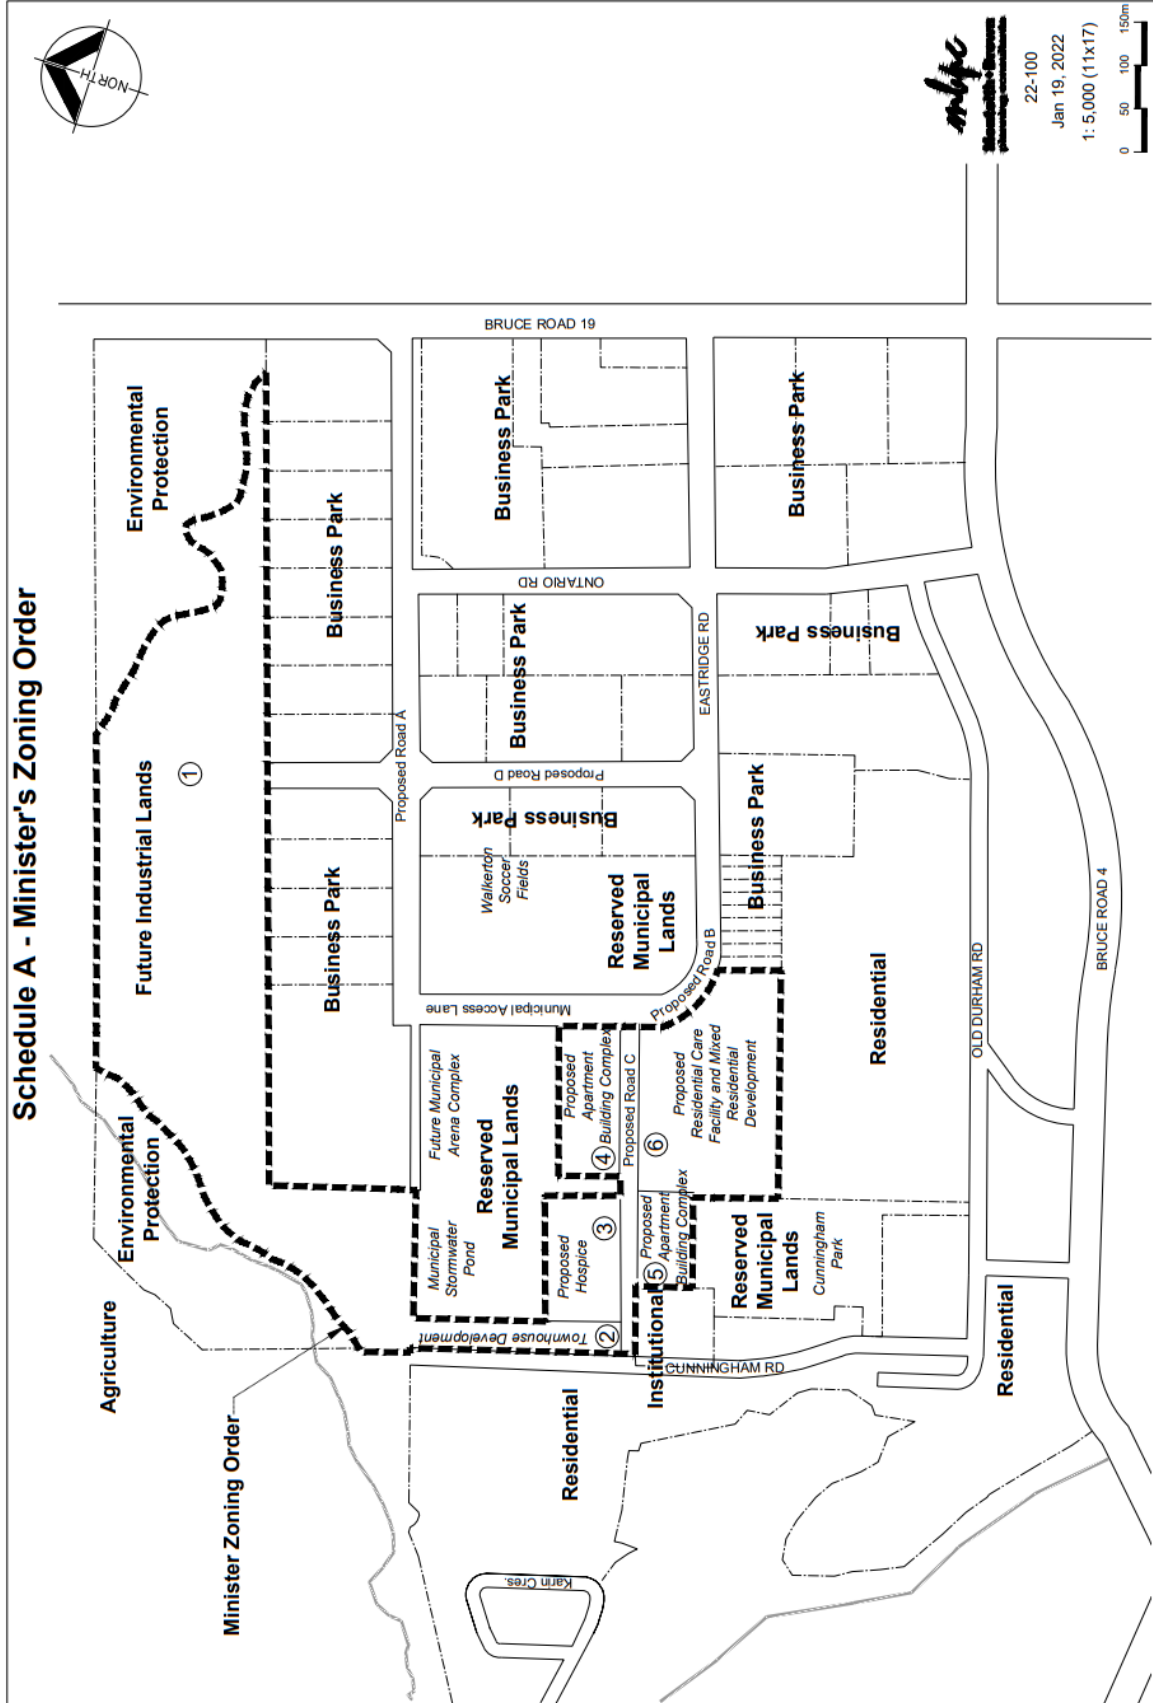 Schedule A - Minister's Zoning Order
NORTH
Environmental
Protection
Future Industrial Lands
1
Environmental
Protection
Agriculture
Minister Zoning Order
Business Park
Business Park
BRUCE ROAD 19
Proposed Road A
Business Park
ONTARIO RD
Business Park
Proposed Road D
Business Park
Walkerton
Soccer
Fields
Reserved
Municipal
Lands
Municipal Access Lane
Future Municipal
Arena Complex
Reserved
Municipal Lands
Municipal
Stormwater
Pond
Townhouse Development
2
Proposed
Hospice
3
Proposed
Apartment
Building Complex
4
Proposed Road C
Proposed Road B
EASTRIDGE RD
Business Park
Business Park
Business Park
5
Proposed
Apartment
Building Complex
6
Proposed
Residential Care
Facility and Mixed
Residential
Development
Institutional
Reserved
Municipal
Lands
Cunningham
Park
CUNNINGHAM RD
Residential
Residential
Residential
OLD DURHAM RD
BRUCE ROAD 4
Karin Cres.
mbpc
Monteith+Brown
planning consultants
22-100
Jan 19, 2022
1: 5,000 (11x17)
0 50 100 150m